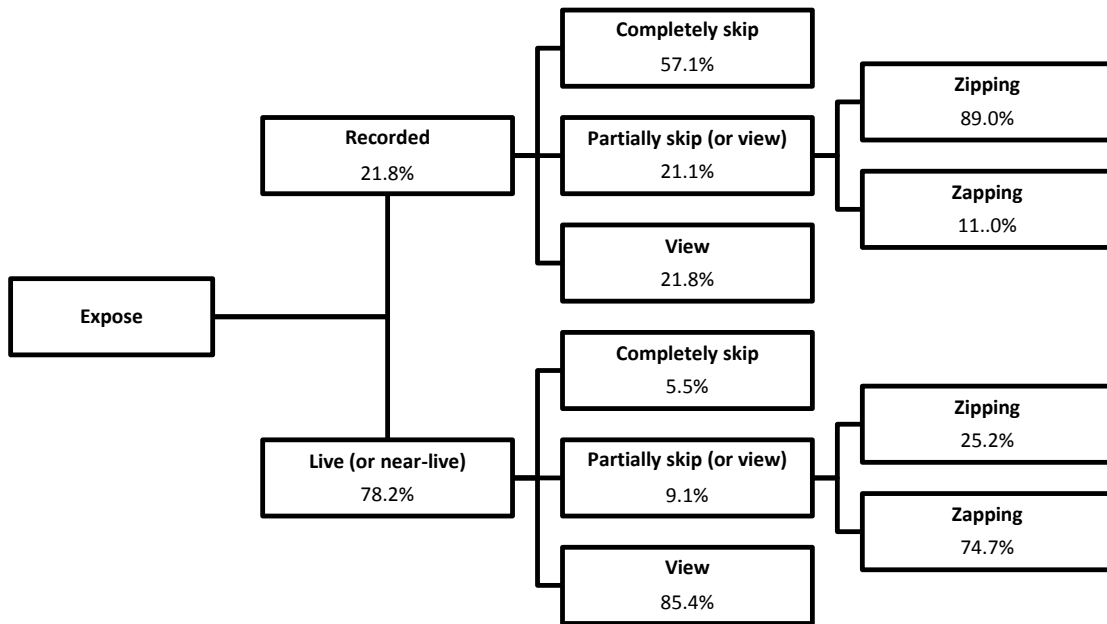 Completely skip
57.1%
Zipping
89.0%
Recorded
21.8%
Partially skip (or view)
21.1%
Zapping
11..0%
View
21.8%
Expose
Completely skip
5.5%
Zipping
25.2%
Live (or near-live)
78.2%
Partially skip (or view)
9.1%
Zapping
74.7%
View
85.4%